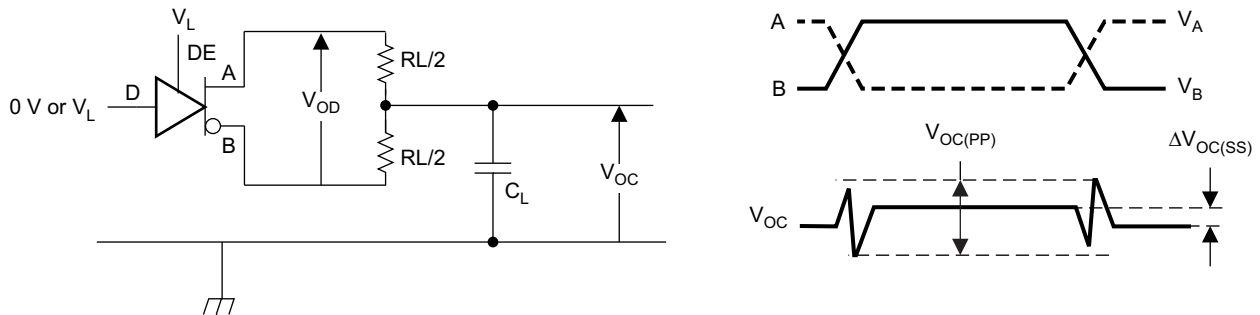 V_L
DE
A
RL/2
D
0 V or V_L
V_OD
B
RL/2
C_L
V_OC
A
V_A
B
V_B
V_OC(PP)
ΔV_OC(SS)
V_OC